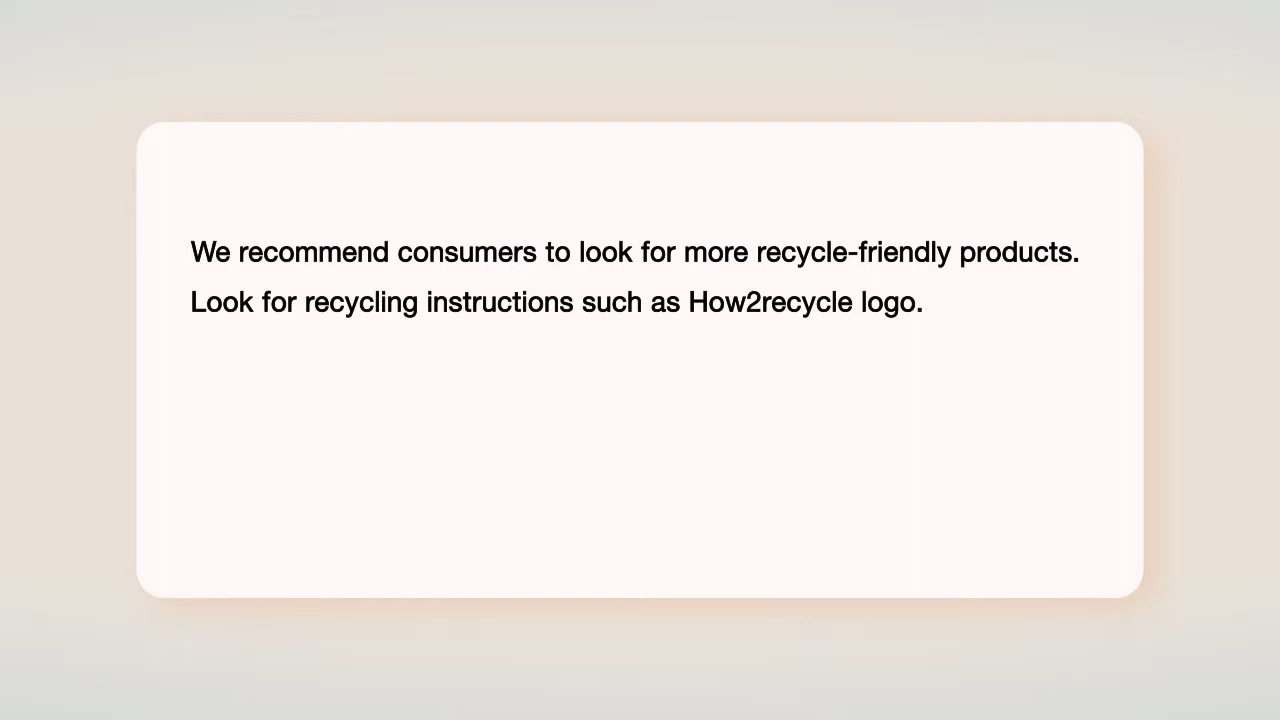 We recommend consumers to look for more recycle-friendly products.
Look for recycling instructions such as How2recycle logo.